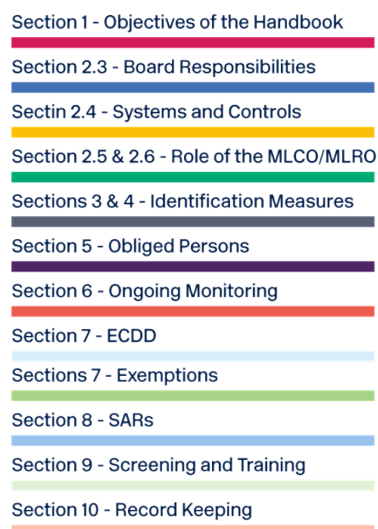 Section 1 - Objectives of the Handbook
Section 2.3 - Board Responsibilities
Sectin 2.4 - Systems and Controls
Section 2.5 & 2.6 - Role of the MLCO/MLRO
Sections 3 & 4 - Identification Measures
Section 5 - Obliged Persons
Section 6 - Ongoing Monitoring
Section 7 - ECDD
Sections 7 - Exemptions
Section 8 - SARs
Section 9 - Screening and Training
Section 10 - Record Keeping